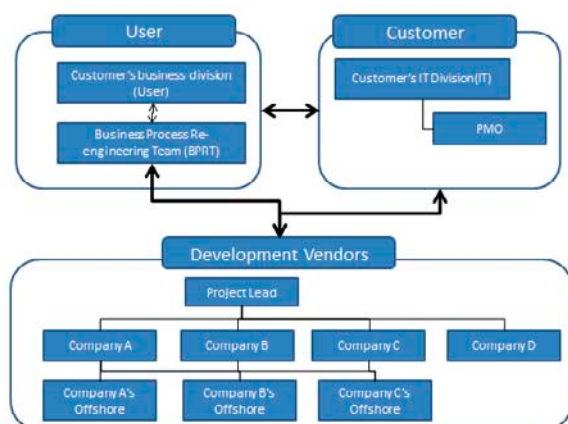 User
Customer's business division
(User)
Business Process Re-
engineering Team (BPRT)
Customer
Customer's IT Division(IT)
PMO
Development Vendors
Project Lead
Company A
Company B
Company C
Company D
Company A's
Offshore
Company B's
Offshore
Company C's
Offshore